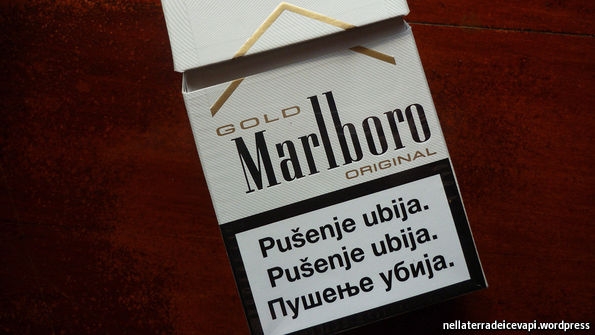 GOLD
Marlboro
ORIGINAL
Pušenje ubija.
Pušenje ubija.
Пушење убија.
nellaterradeicevapi.wordpress